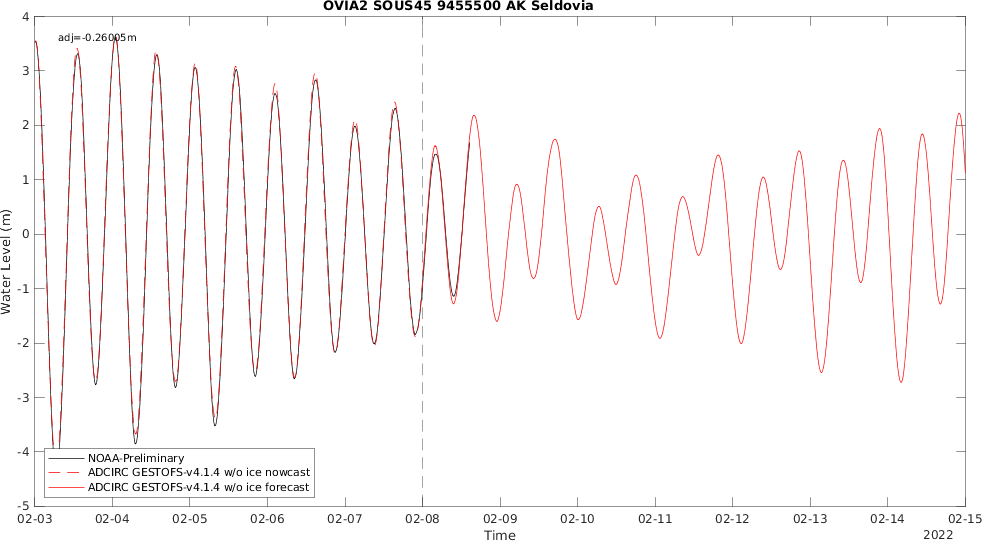 OVIA2 SOUS45 9455500 AK Seldovia
adj=-0.26005m
4
3
2
1
0
-1
-2
-3
-4
-5
Water Level (m)
NOAA-Preliminary
ADCIRC GESTOFS-v4.1.4 w/o ice nowcast
ADCIRC GESTOFS-v4.1.4 w/o ice forecast
02-03 02-04 02-05 02-06 02-07 02-08 02-09 02-10 02-11 02-12 02-13 02-14 02-15
Time
2022